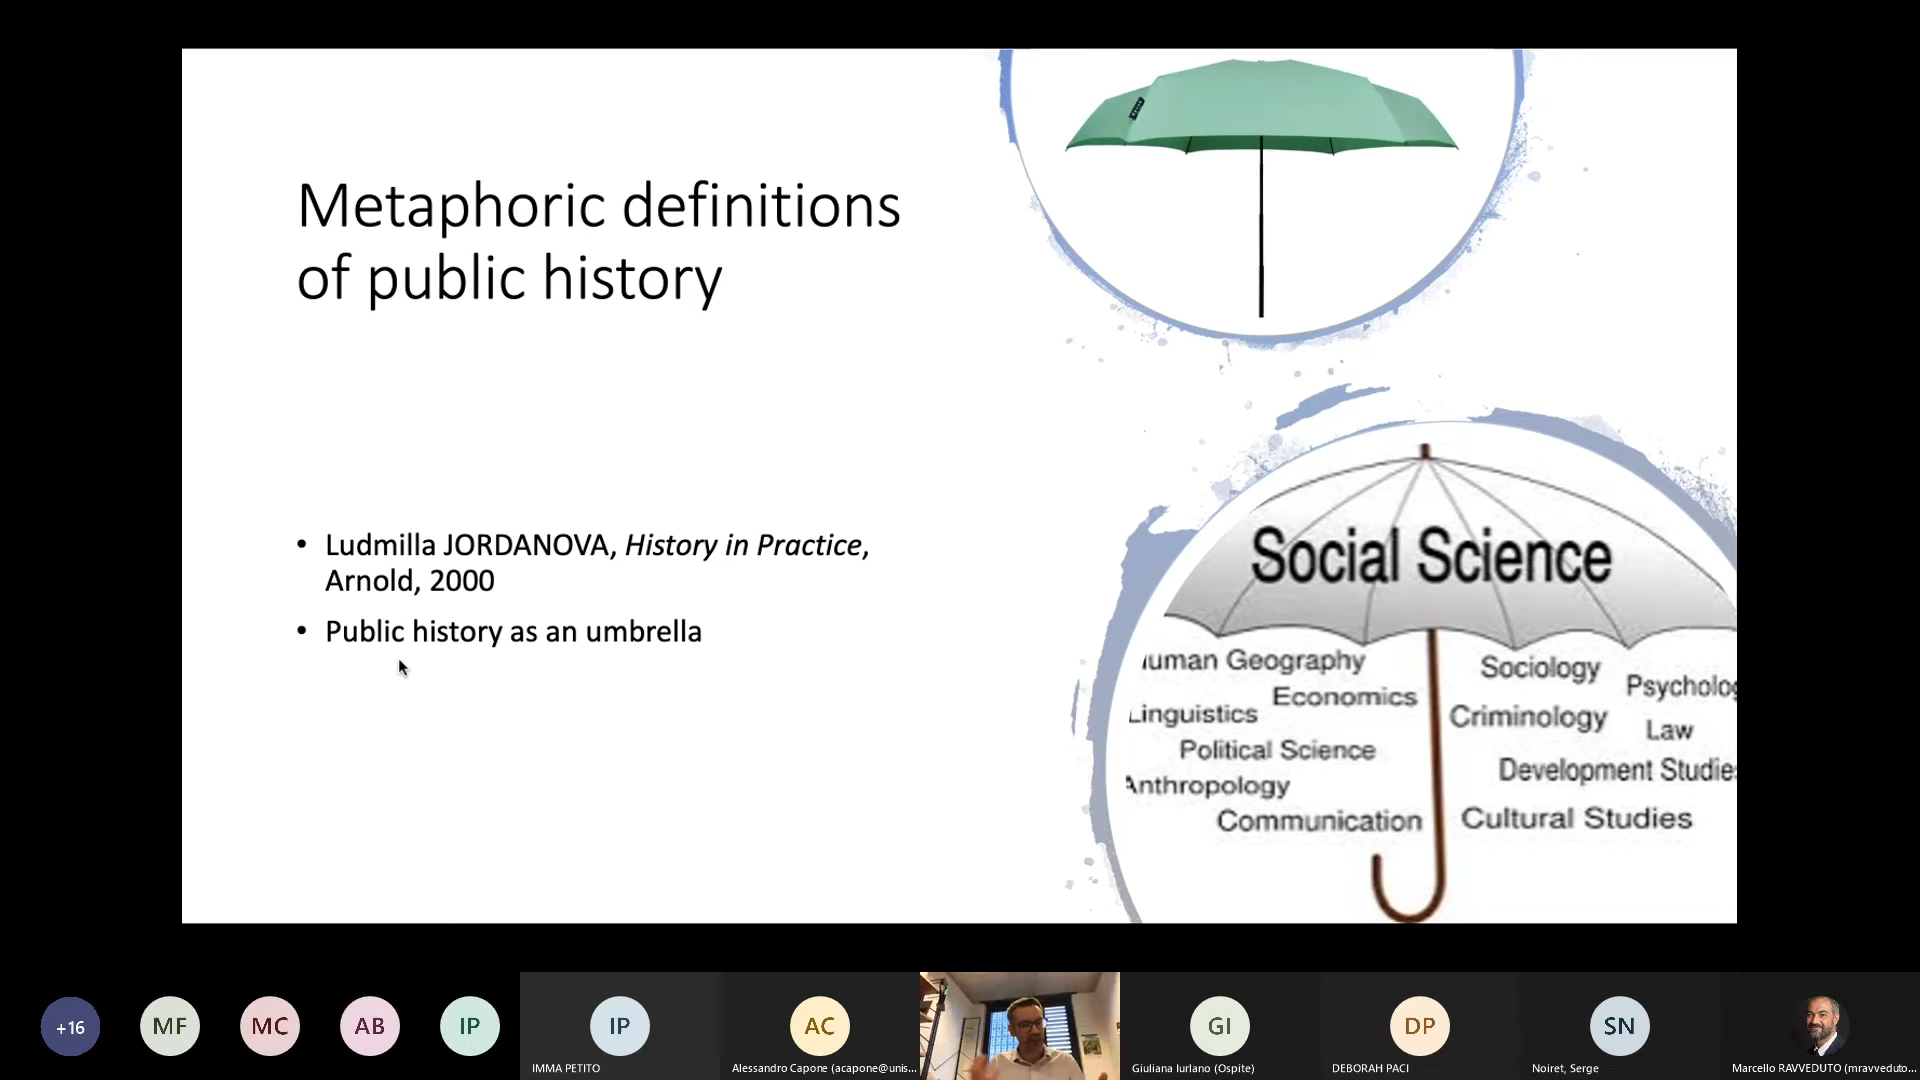 Metaphoric definitions
of public history
• Ludmilla JORDANOVA, History in Practice,
Arnold, 2000
• Public history as an umbrella
Social Science
uman Geography
Sociology
Economics
Psycholog
Linguistics
Criminology
Law
Political Science
Development Studies
Anthropology
Communication
Cultural Studies
+16
MF
MC
AB
IP
IP
AC
GI
DP
SN
IMMA PETITO
Alessandro Capone (acapone@unis...
Giuliana Iurlano (Ospite)
DEBORAH PACI
Noiret, Serge
Marcello RAVVEDUTO (mravveduto...